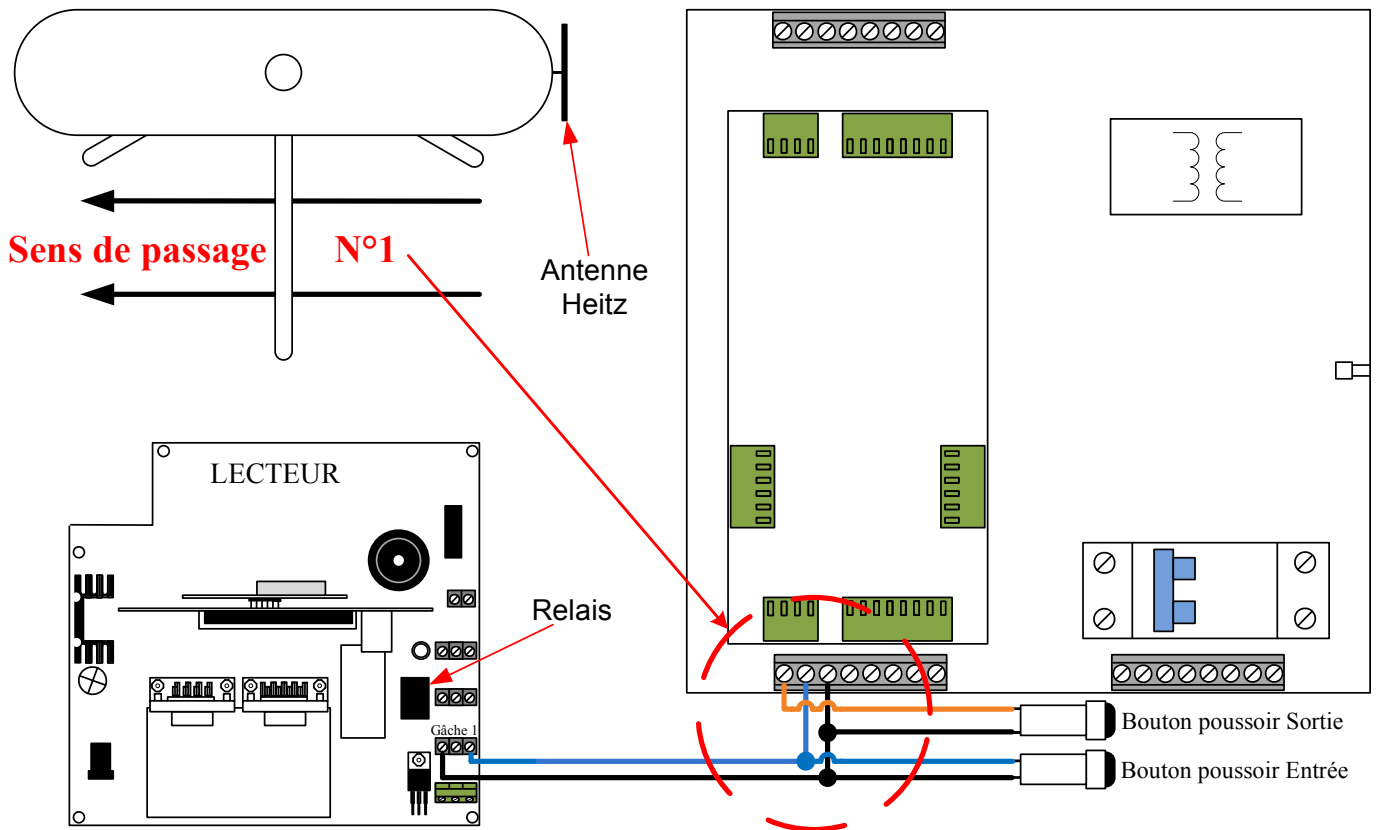 Sens de passage N°1
Antenne
Heitz
LECTEUR
Relais
Gâche 1
Bouton poussoir Sortie
Bouton poussoir Entrée